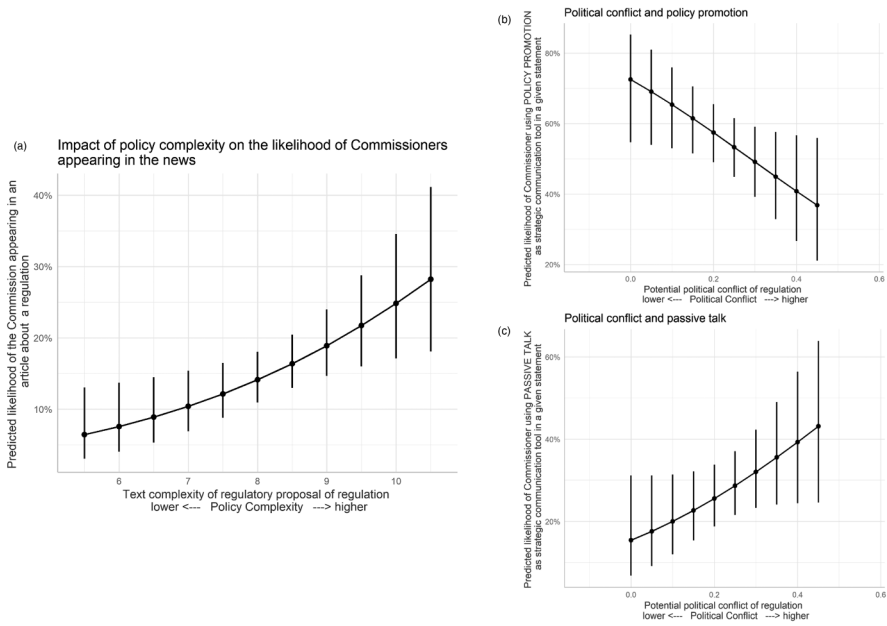 (a)
Impact of policy complexity on the likelihood of Commissioners
appearing in the news
Predicted likelihood of the Commission appearing in an
article about a regulation
40%
30%
20%
10%
6
7
8
9
10
Text complexity of regulatory proposal of regulation
lower <--- Policy Complexity ---> higher
(b)
Political conflict and policy promotion
Predicted likelihood of Commissioner using POLICY PROMOTION
as strategic communication tool in a given statement
80%
60%
40%
20%
0.0
0.2
0.4
0.6
Potential political conflict of regulation
lower <--- Political Conflict ---> higher
(c)
Political conflict and passive talk
Predicted likelihood of Commissioner using PASSIVE TALK
as strategic communication tool in a given statement
60%
40%
20%
0.0
0.2
0.4
0.6
Potential political conflict of regulation
lower <--- Political Conflict ---> higher